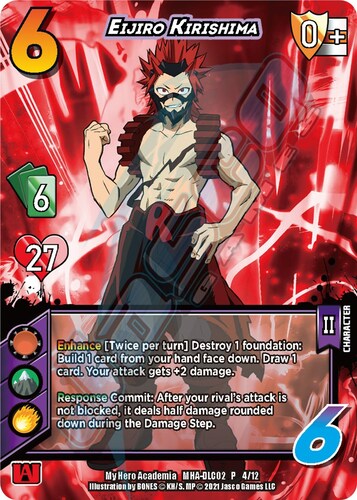 EIJIRO KIRISHIMA
6
0 +
6
27
II
CHARACTER
Enhance [Twice per turn] Destroy 1 foundation:
Build 1 card from your hand face down. Draw 1
card. Your attack gets +2 damage.
Response Commit: After your rival's attack is
not blocked, it deals half damage rounded
down during the Damage Step.
6
My Hero Academia MHA-DLC02 P 4/12
Illustration by BONES © KH/S. MP © 2021 Jasco Games LLC